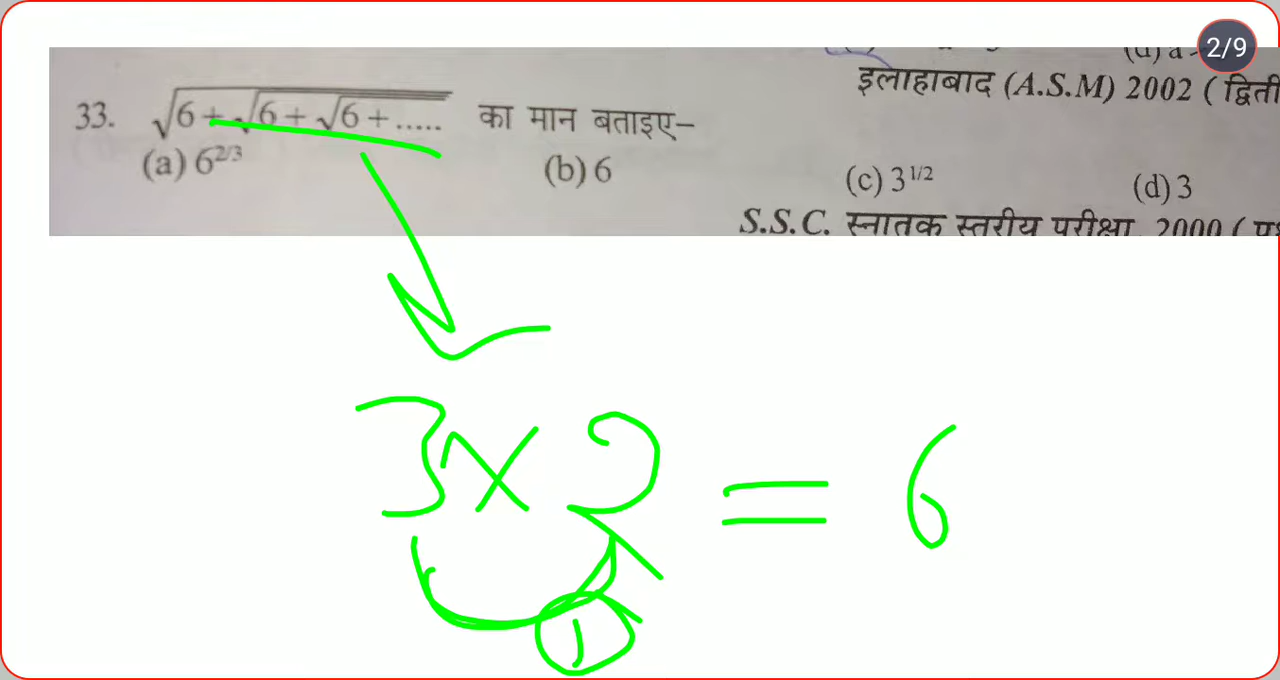 2/9
(d) a -
इलाहाबाद (A.S.M) 2002 ( द्विती
33. √6 + √6 + √6 + ..... का मान बताइए–
(a) 6^2/3 (b) 6 (c) 3^1/2 (d) 3
S.S.C. स्नातक स्तरीय परीक्षा, 2000 (
3 × 2 = 6
1